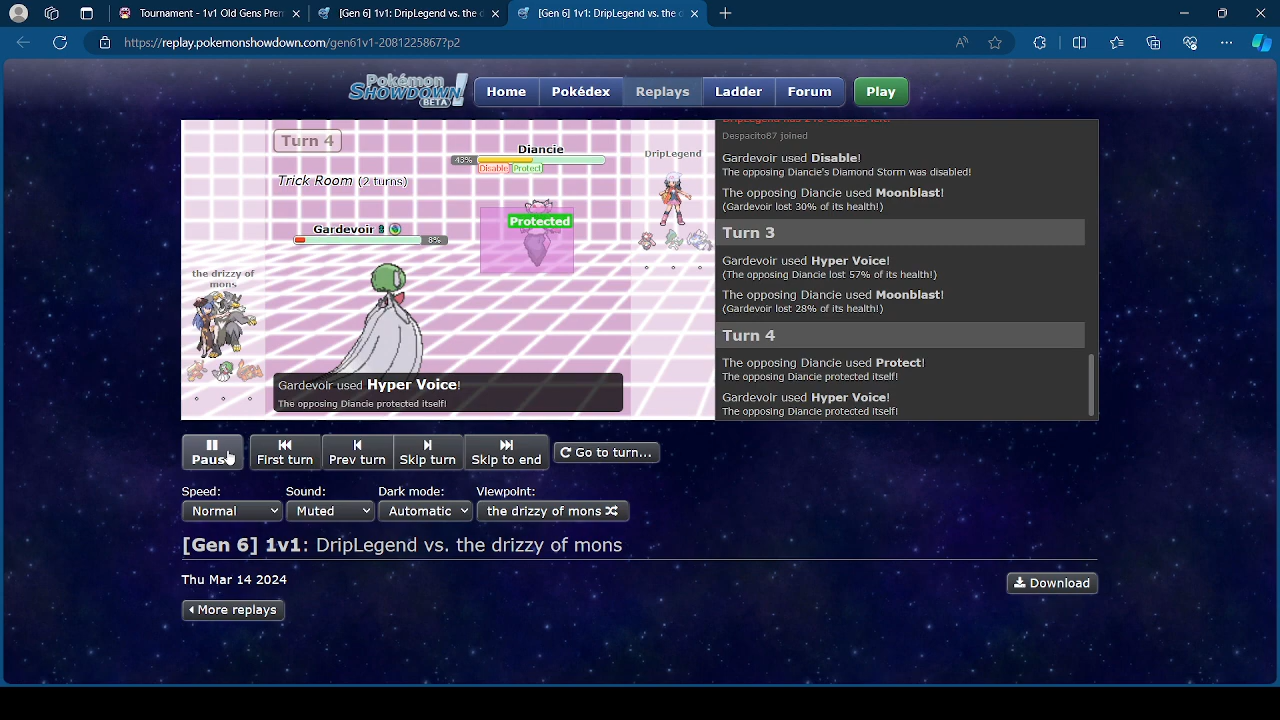 Tournament - 1v1 Old Gens Pren
[Gen 6] 1v1: DripLegend vs. the d
[Gen 6] 1v1: DripLegend vs. the d
https://replay.pokemonshowdown.com/gen61v1-2081225867?p2
Pokémon
SHOWDOWN!
BETA
Home
Pokédex
Replays
Ladder
Forum
Play
Turn 4
Trick Room (2 turns)
Diancie
43%
Disable Protect
Protected
Gardevoir
8%
the drizzy of
mons
DripLegend
Gardevoir used Hyper Voice!
The opposing Diancie protected itself!
DripLegend has 240 seconds left.
Despacito87 joined
Gardevoir used Disable!
The opposing Diancie's Diamond Storm was disabled!
The opposing Diancie used Moonblast!
(Gardevoir lost 30% of its health!)
Turn 3
Gardevoir used Hyper Voice!
(The opposing Diancie lost 57% of its health!)
The opposing Diancie used Moonblast!
(Gardevoir lost 28% of its health!)
Turn 4
The opposing Diancie used Protect!
The opposing Diancie protected itself!
Gardevoir used Hyper Voice!
The opposing Diancie protected itself!
Pause
First turn
Prev turn
Skip turn
Skip to end
Go to turn...
Speed:
Sound:
Dark mode:
Viewpoint:
Normal
Muted
Automatic
the drizzy of mons
[Gen 6] 1v1: DripLegend vs. the drizzy of mons
Thu Mar 14 2024
Download
More replays